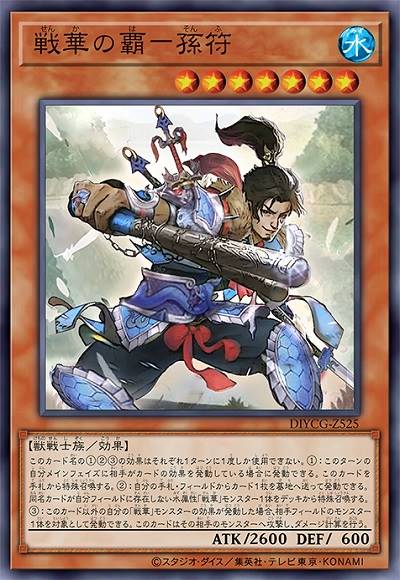 戦華の覇－孫符
水
DIYCG-Z525
[獣戦士族／効果]
このカード名の①②③の効果はそれぞれ1ターンに1度しか使用できない。①：このターンの
自分メインフェイズに相手がカードの効果を発動している場合に発動できる。このカードを
手札から特殊召喚する。②：自分の手札・フィールドからカード1枚を墓地へ送って発動できる。
同名カードが自分フィールドに存在しない水属性「戦華」モンスター1体をデッキから特殊召喚する。
③：このカード以外の自分の「戦華」モンスターの効果が発動した場合、相手フィールドのモンスター
1体を対象として発動できる。このカードはその相手のモンスターへ攻撃し、ダメージ計算を行う。
ATK/2600 DEF/ 600
©スタジオ・ダイス／集英社・テレビ東京・KONAMI